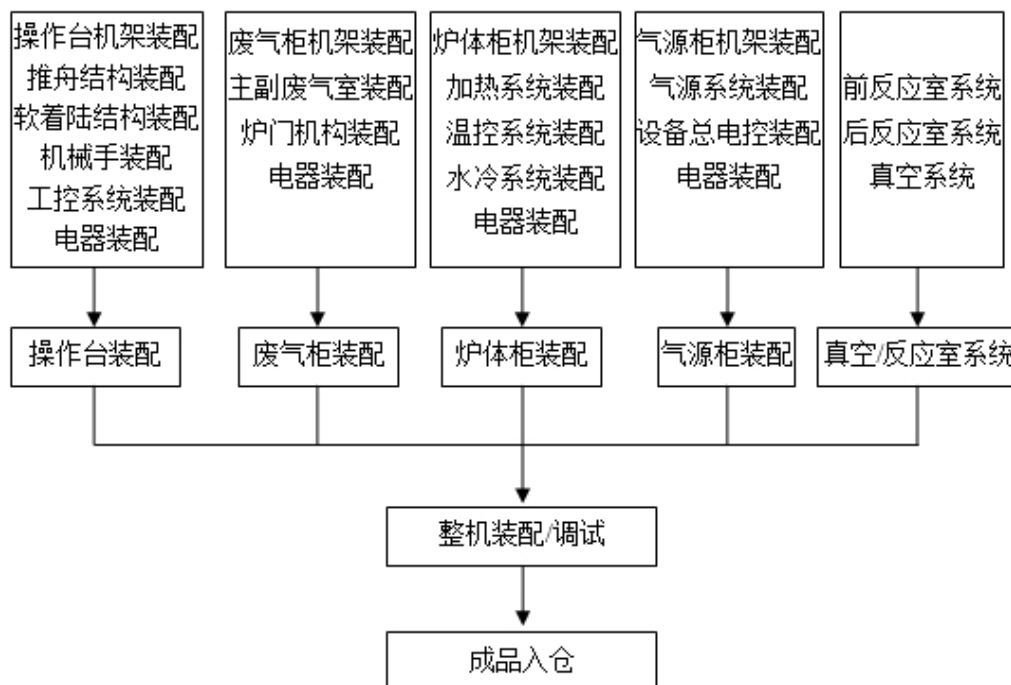 操作台机架装配
推舟结构装配
软着陆结构装配
机械手装配
工控系统装配
电器装配
废气柜机架装配
主副废气室装配
炉门机构装配
电器装配
炉体柜机架装配
加热系统装配
温控系统装配
水冷系统装配
电器装配
气源柜机架装配
气源系统装配
设备总电控装配
电器装配
前反应室系统
后反应室系统
真空系统
操作台装配
废气柜装配
炉体柜装配
气源柜装配
真空/反应室系统
整机装配/调试
成品入仓